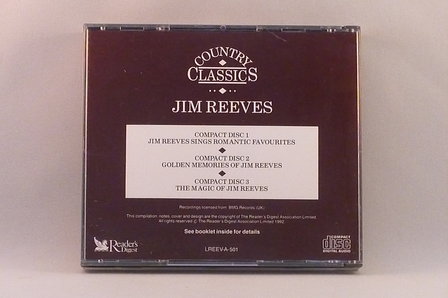 COUNTRY
CLASSICS
JIM REEVES
COMPACT DISC 1
JIM REEVES SINGS ROMANTIC FAVOURITES
COMPACT DISC 2
GOLDEN MEMORIES OF JIM REEVES
COMPACT DISC 3
THE MAGIC OF JIM REEVES
Recordings licensed from: BMG Records (UK)
This compilation, notes, cover and design are the copyright of The Reader's Digest Association Limited.
All rights reserved © The Reader's Digest Association Limited 1992
See booklet inside for details
Reader's
Digest
LREEV-A-501
COMPACT
disc
DIGITAL AUDIO